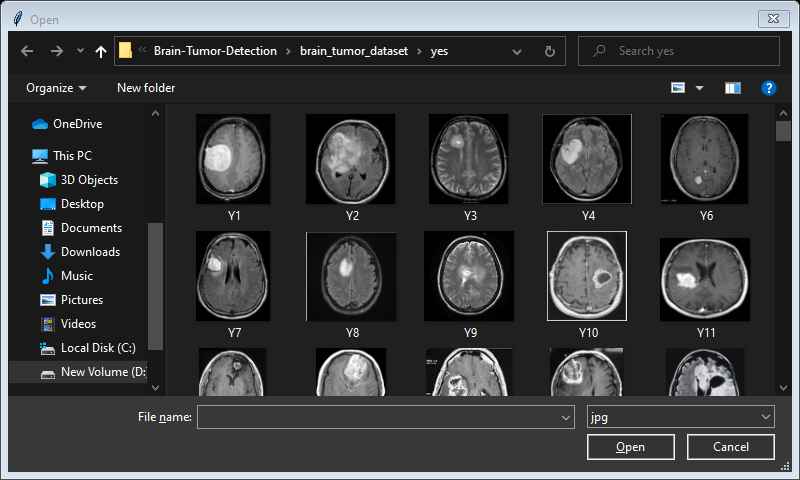 Open
Brain-Tumor-Detection
brain_tumor_dataset
yes
Search yes
Organize
New folder
OneDrive
This PC
3D Objects
Desktop
Documents
Downloads
Music
Pictures
Videos
Local Disk (C:)
New Volume (D:
Y1
Y2
Y3
Y4
Y6
Y7
Y8
Y9
Y10
Y11
File name:
jpg
Open
Cancel